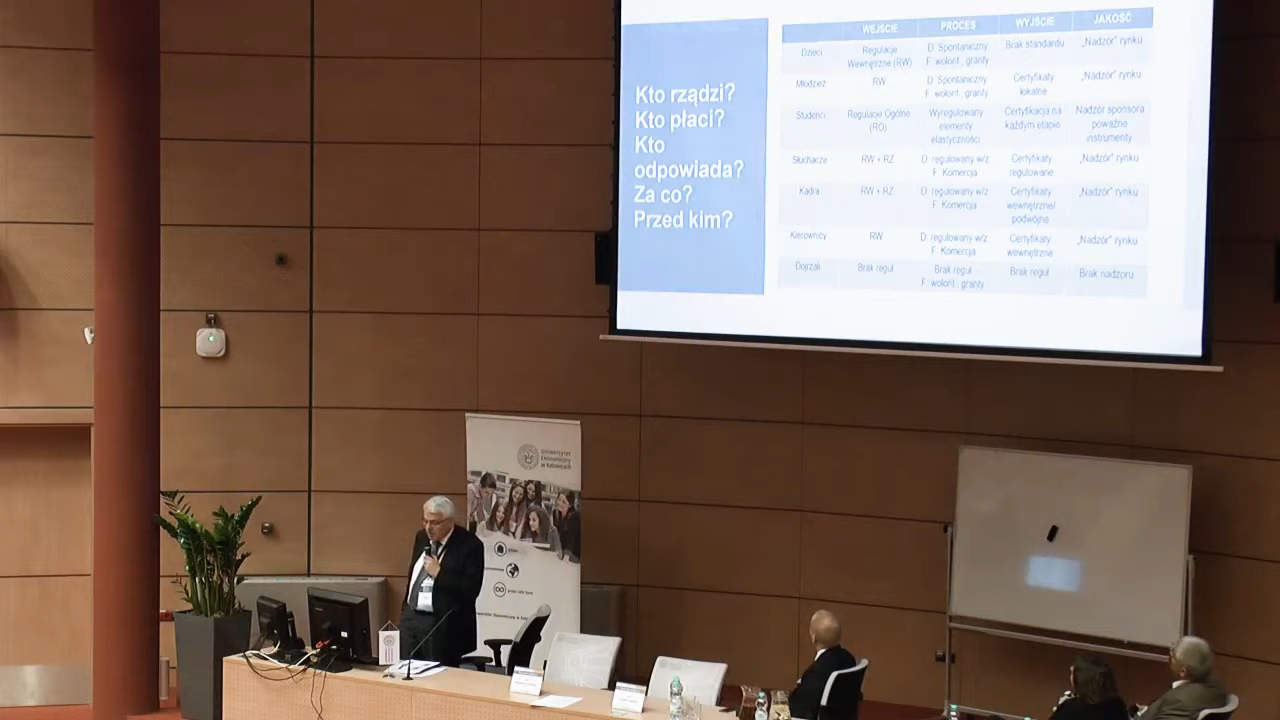 Kto rządzi?
Kto płaci?
Kto
odpowiada?
Za co?
Przed kim?
WEJŚCIE PROCES WYJŚCIE JAKOŚĆ
Dzieci Regulacje Wewnętrzne (RW) D. Spontaniczny F. wolont., granty Brak standardu „Nadzór” rynku
Młodzież RW D. Spontaniczny F. wolont., granty Certyfikaty lokalne „Nadzór” rynku
Studenci Regulacje Ogólne (RO) Wyregulowany elementy elastyczności Certyfikacja na każdym etapie Nadzór sponsora poważne instrumenty
Słuchacze RW + RZ D. regulowany w/z F. Komercja Certyfikaty regulowane „Nadzór” rynku
Kadra RW + RZ D. regulowany w/z F. Komercja Certyfikaty wewnętrzne/ podwójne „Nadzór” rynku
Kierownicy RW D. regulowany w/z F. Komercja Certyfikaty wewnętrzne „Nadzór” rynku
Dojrzali Brak reguł Brak reguł F. wolont., granty Brak reguł Brak nadzoru
Uniwersytet
Ekonomiczny
w Katowicach